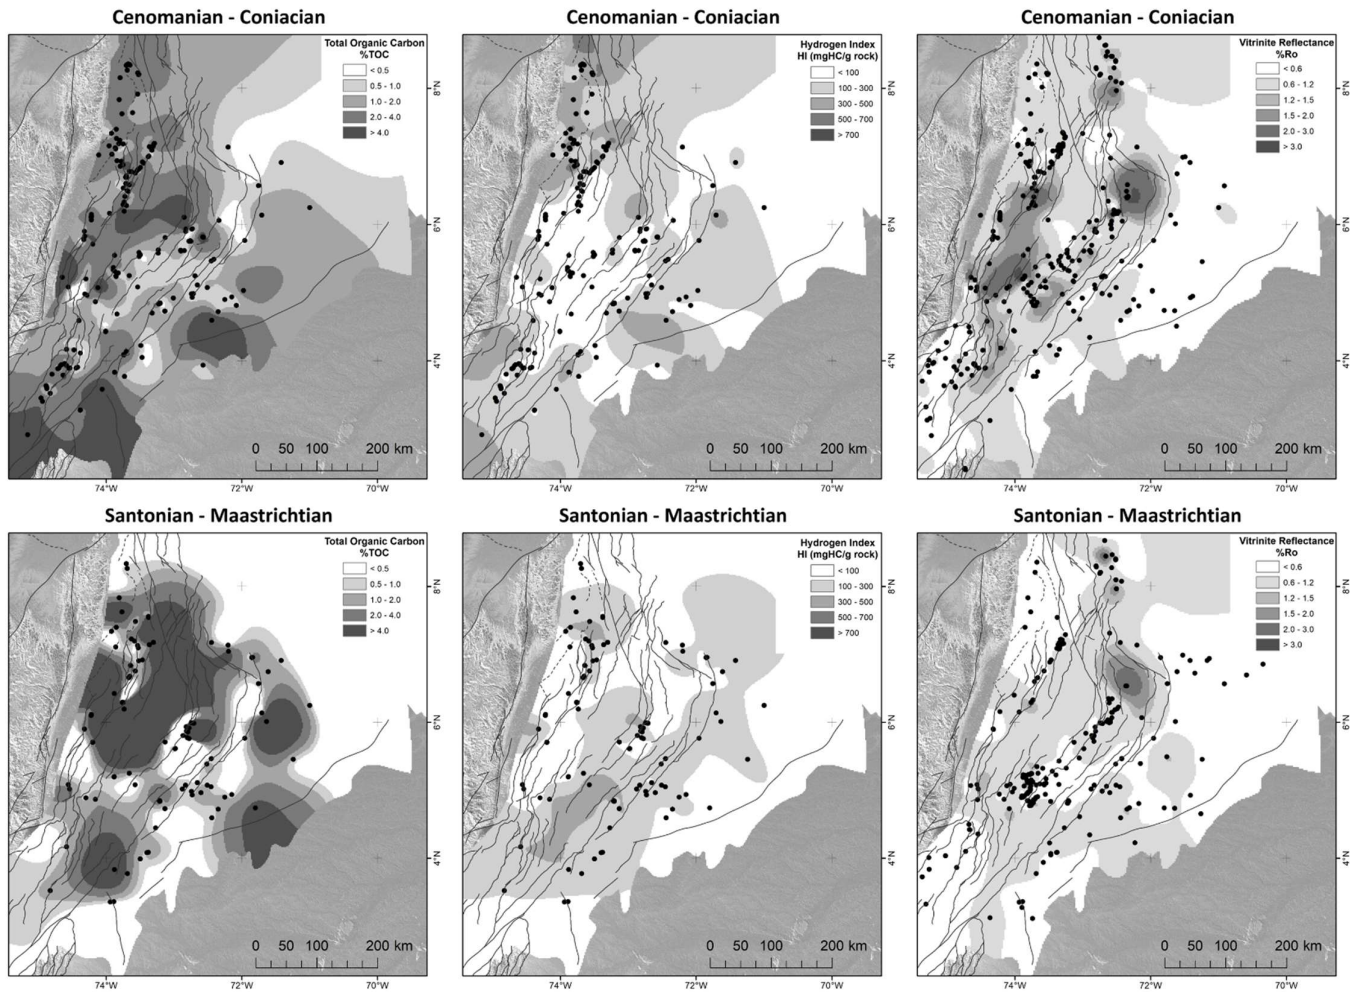 Cenomanian - Coniacian
Total Organic Carbon
%TOC
< 0.5
0.5 - 1.0
1.0 - 2.0
2.0 - 4.0
> 4.0
8°N
6°N
4°N
0 50 100 200 km
74°W 72°W 70°W
Cenomanian - Coniacian
Hydrogen Index
HI (mgHC/g rock)
< 100
100 - 300
300 - 500
500 - 700
> 700
8°N
6°N
4°N
0 50 100 200 km
74°W 72°W 70°W
Cenomanian - Coniacian
Vitrinite Reflectance
%Ro
< 0.6
0.6 - 1.2
1.2 - 1.5
1.5 - 2.0
2.0 - 3.0
> 3.0
8°N
6°N
4°N
0 50 100 200 km
74°W 72°W 70°W
Santonian - Maastrichtian
Total Organic Carbon
%TOC
< 0.5
0.5 - 1.0
1.0 - 2.0
2.0 - 4.0
> 4.0
8°N
6°N
4°N
0 50 100 200 km
74°W 72°W 70°W
Santonian - Maastrichtian
Hydrogen Index
HI (mgHC/g rock)
< 100
100 - 300
300 - 500
500 - 700
> 700
8°N
6°N
4°N
0 50 100 200 km
74°W 72°W 70°W
Santonian - Maastrichtian
Vitrinite Reflectance
%Ro
< 0.6
0.6 - 1.2
1.2 - 1.5
1.5 - 2.0
2.0 - 3.0
> 3.0
8°N
6°N
4°N
0 50 100 200 km
74°W 72°W 70°W